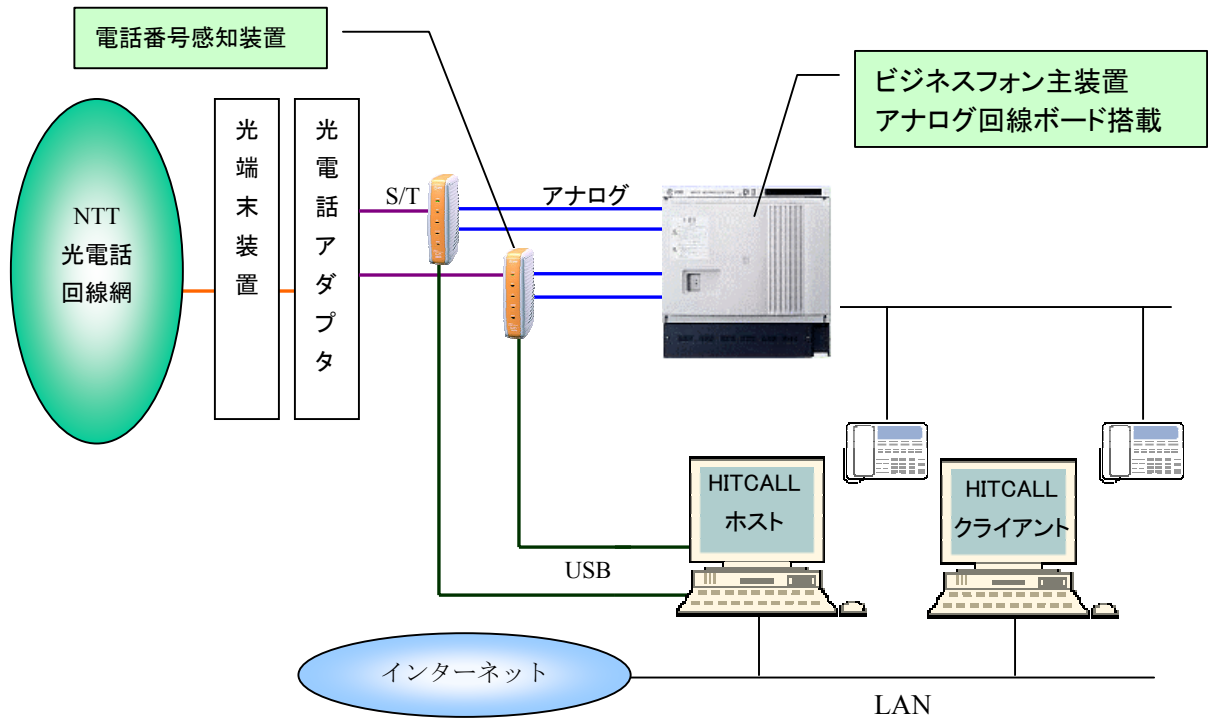 電話番号感知装置
ビジネスフォン主装置
アナログ回線ボード搭載
NTT
光電話
回線網
光端末装置
光電話アダプタ
S/T
アナログ
HITCALL
ホスト
HITCALL
クライアント
USB
インターネット
LAN